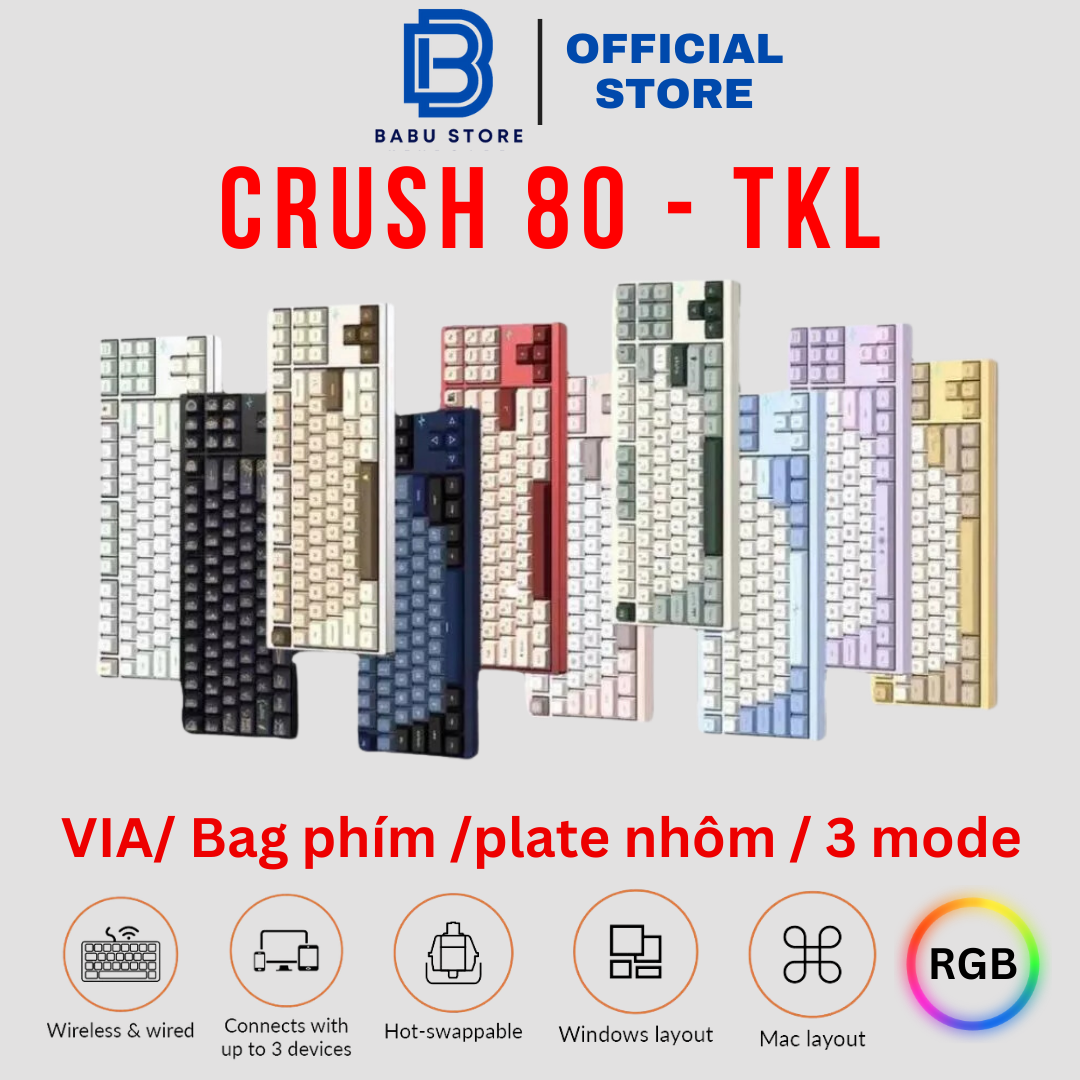 BABU STORE
OFFICIAL
STORE
CRUSH 80 - TKL
VIA/ Bag phím /plate nhôm / 3 mode
Wireless & wired
Connects with
up to 3 devices
Hot-swappable
Windows layout
Mac layout
RGB